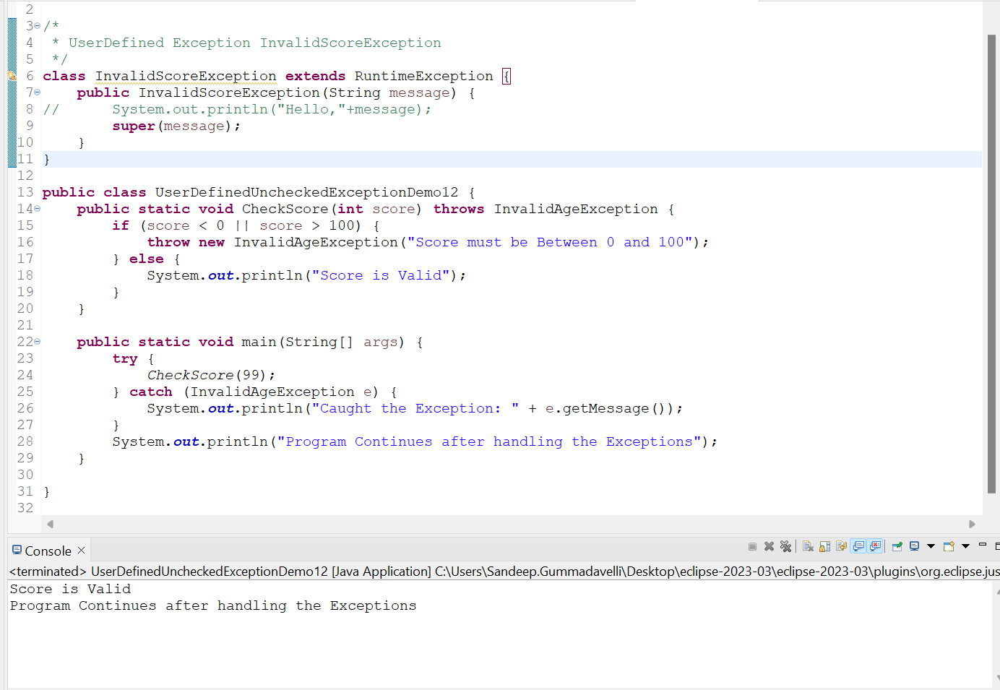 2
3 /*
4  * UserDefined Exception InvalidScoreException
5  */
6 class InvalidScoreException extends RuntimeException {
7     public InvalidScoreException(String message) {
8 //      System.out.println("Hello,"+message);
9         super(message);
10     }
11 }
12
13 public class UserDefinedUncheckedExceptionDemo12 {
14     public static void CheckScore(int score) throws InvalidAgeException {
15         if (score < 0 || score > 100) {
16             throw new InvalidAgeException("Score must be Between 0 and 100");
17         } else {
18             System.out.println("Score is Valid");
19         }
20     }
21
22     public static void main(String[] args) {
23         try {
24             CheckScore(99);
25         } catch (InvalidAgeException e) {
26             System.out.println("Caught the Exception: " + e.getMessage());
27         }
28         System.out.println("Program Continues after handling the Exceptions");
29     }
30
31 }
32
Console
<terminated> UserDefinedUncheckedExceptionDemo12 [Java Application] C:\Users\Sandeep.Gummadavelli\Desktop\eclipse-2023-03\eclipse-2023-03\plugins\org.eclipse.jus
Score is Valid
Program Continues after handling the Exceptions